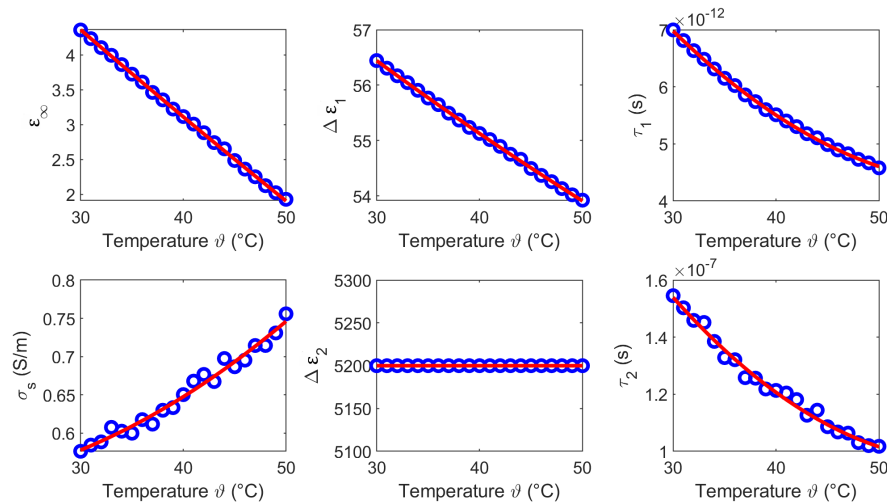 57
7 ×10⁻¹²
4
3.5
3
2.5
2
ε∞
56
55
54
Δ ε₁
6
5
4
τ₁ (s)
30 40 50
30 40 50
30 40 50
Temperature ϑ (°C)
Temperature ϑ (°C)
Temperature ϑ (°C)
0.8
0.75
0.7
0.65
0.6
σₛ (S/m)
5300
5250
5200
5150
5100
Δ ε₂
1.6 ×10⁻⁷
1.4
1.2
1
τ₂ (s)
30 40 50
30 40 50
30 40 50
Temperature ϑ (°C)
Temperature ϑ (°C)
Temperature ϑ (°C)